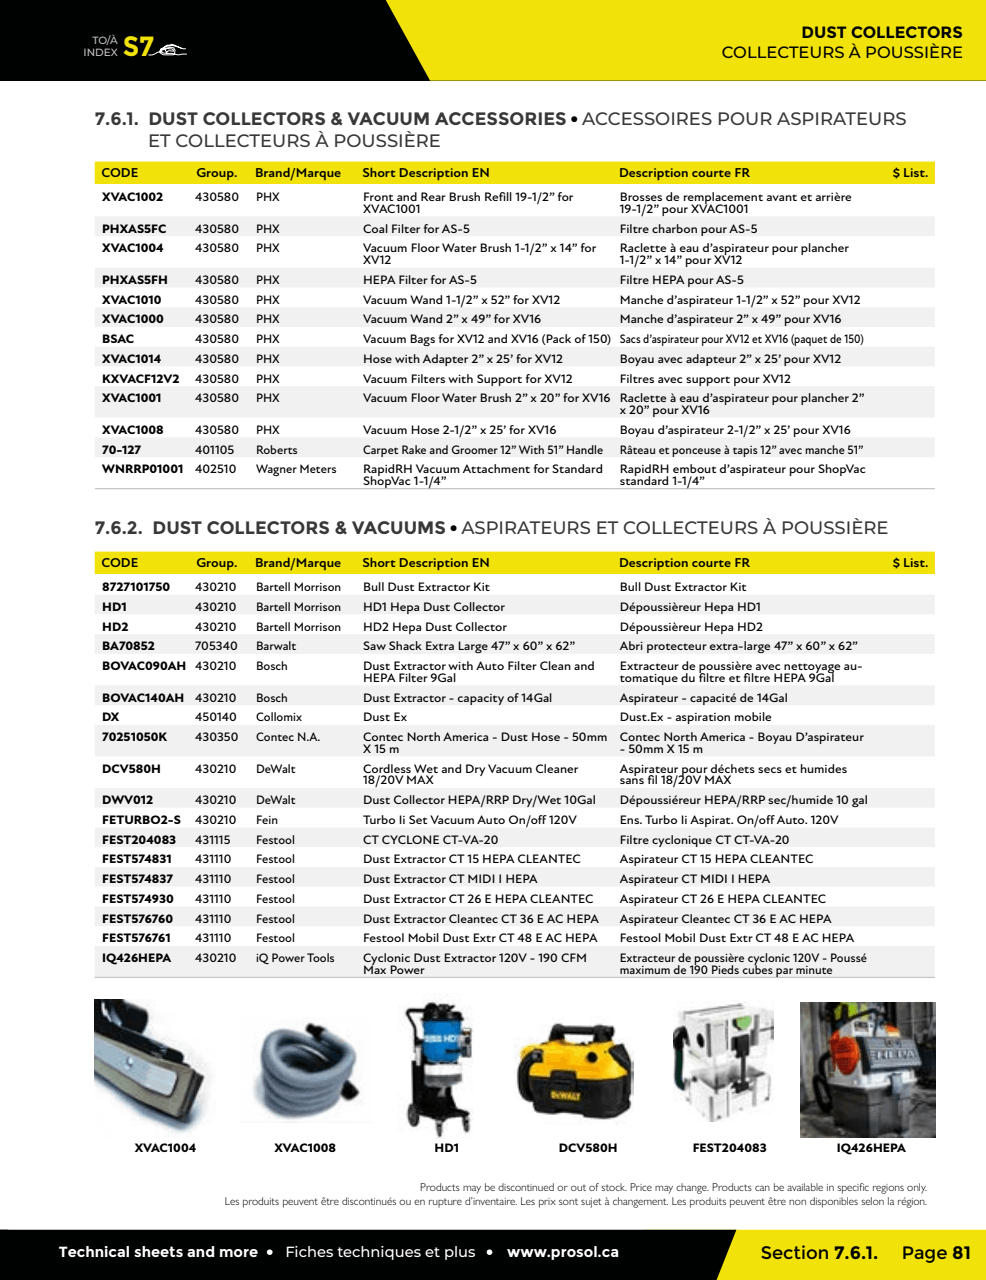 TO/À
INDEX S7
DUST COLLECTORS
COLLECTEURS À POUSSIÈRE
7.6.1. DUST COLLECTORS & VACUUM ACCESSORIES • ACCESSOIRES POUR ASPIRATEURS
ET COLLECTEURS À POUSSIÈRE
CODE Group. Brand/Marque Short Description EN Description courte FR $ List.
XVAC1002 430580 PHX Front and Rear Brush Refill 19-1/2” for Brosses de remplacement avant et arrière
XVAC1001 19-1/2” pour XVAC1001
PHXAS5FC 430580 PHX Coal Filter for AS-5 Filtre charbon pour AS-5
XVAC1004 430580 PHX Vacuum Floor Water Brush 1-1/2” x 14” for Raclette à eau d’aspirateur pour plancher
XV12 1-1/2” x 14” pour XV12
PHXAS5FH 430580 PHX HEPA Filter for AS-5 Filtre HEPA pour AS-5
XVAC1010 430580 PHX Vacuum Wand 1-1/2” x 52” for XV12 Manche d’aspirateur 1-1/2” x 52” pour XV12
XVAC1000 430580 PHX Vacuum Wand 2” x 49” for XV16 Manche d’aspirateur 2” x 49” pour XV16
BSAC 430580 PHX Vacuum Bags for XV12 and XV16 (Pack of 150) Sacs d’aspirateur pour XV12 et XV16 (paquet de 150)
XVAC1014 430580 PHX Hose with Adapter 2” x 25’ for XV12 Boyau avec adapteur 2” x 25’ pour XV12
KXVACF12V2 430580 PHX Vacuum Filters with Support for XV12 Filtres avec support pour XV12
XVAC1001 430580 PHX Vacuum Floor Water Brush 2” x 20” for XV16 Raclette à eau d’aspirateur pour plancher 2”
x 20” pour XV16
XVAC1008 430580 PHX Vacuum Hose 2-1/2” x 25’ for XV16 Boyau d’aspirateur 2-1/2” x 25’ pour XV16
70-127 401105 Roberts Carpet Rake and Groomer 12” With 51” Handle Râteau et ponceuse à tapis 12” avec manche 51”
WNRRP01001 402510 Wagner Meters RapidRH Vacuum Attachment for Standard RapidRH embout d’aspirateur pour ShopVac
ShopVac 1-1/4” standard 1-1/4”
7.6.2. DUST COLLECTORS & VACUUMS • ASPIRATEURS ET COLLECTEURS À POUSSIÈRE
CODE Group. Brand/Marque Short Description EN Description courte FR $ List.
8727101750 430210 Bartell Morrison Bull Dust Extractor Kit Bull Dust Extractor Kit
HD1 430210 Bartell Morrison HD1 Hepa Dust Collector Dépoussièreur Hepa HD1
HD2 430210 Bartell Morrison HD2 Hepa Dust Collector Dépoussièreur Hepa HD2
BA70852 705340 Barwalt Saw Shack Extra Large 47” x 60” x 62” Abri protecteur extra-large 47” x 60” x 62”
BOVAC090AH 430210 Bosch Dust Extractor with Auto Filter Clean and Extracteur de poussière avec nettoyage au-
HEPA Filter 9Gal tomatique du filtre et filtre HEPA 9Gal
BOVAC140AH 430210 Bosch Dust Extractor - capacity of 14Gal Aspirateur - capacité de 14Gal
DX 450140 Collomix Dust Ex Dust.Ex - aspiration mobile
70251050K 430350 Contec N.A. Contec North America - Dust Hose - 50mm Contec North America - Boyau D’aspirateur
X 15 m - 50mm X 15 m
DCV580H 430210 DeWalt Cordless Wet and Dry Vacuum Cleaner Aspirateur pour déchets secs et humides
18/20V MAX sans fil 18/20V MAX
DWV012 430210 DeWalt Dust Collector HEPA/RRP Dry/Wet 10Gal Dépoussiéreur HEPA/RRP sec/humide 10 gal
FETURBO2-S 430210 Fein Turbo Ii Set Vacuum Auto On/off 120V Ens. Turbo Ii Aspirat. On/off Auto. 120V
FEST204083 431115 Festool CT CYCLONE CT-VA-20 Filtre cyclonique CT CT-VA-20
FEST574831 431110 Festool Dust Extractor CT 15 HEPA CLEANTEC Aspirateur CT 15 HEPA CLEANTEC
FEST574837 431110 Festool Dust Extractor CT MIDI I HEPA Aspirateur CT MIDI I HEPA
FEST574930 431110 Festool Dust Extractor CT 26 E HEPA CLEANTEC Aspirateur CT 26 E HEPA CLEANTEC
FEST576760 431110 Festool Dust Extractor Cleantec CT 36 E AC HEPA Aspirateur Cleantec CT 36 E AC HEPA
FEST576761 431110 Festool Festool Mobil Dust Extr CT 48 E AC HEPA Festool Mobil Dust Extr CT 48 E AC HEPA
IQ426HEPA 430210 iQ Power Tools Cyclonic Dust Extractor 120V - 190 CFM Extracteur de poussière cyclonic 120V - Poussé
Max Power maximum de 190 Pieds cubes par minute
HD1
DEWALT
HEPA
XVAC1004 XVAC1008 HD1 DCV580H FEST204083 IQ426HEPA
Products may be discontinued or out of stock. Price may change. Products can be available in specific regions only.
Les produits peuvent être discontinués ou en rupture d’inventaire. Les prix sont sujet à changement. Les produits peuvent être non disponibles selon la région.
Technical sheets and more • Fiches techniques et plus • www.prosol.ca
Section 7.6.1. Page 81